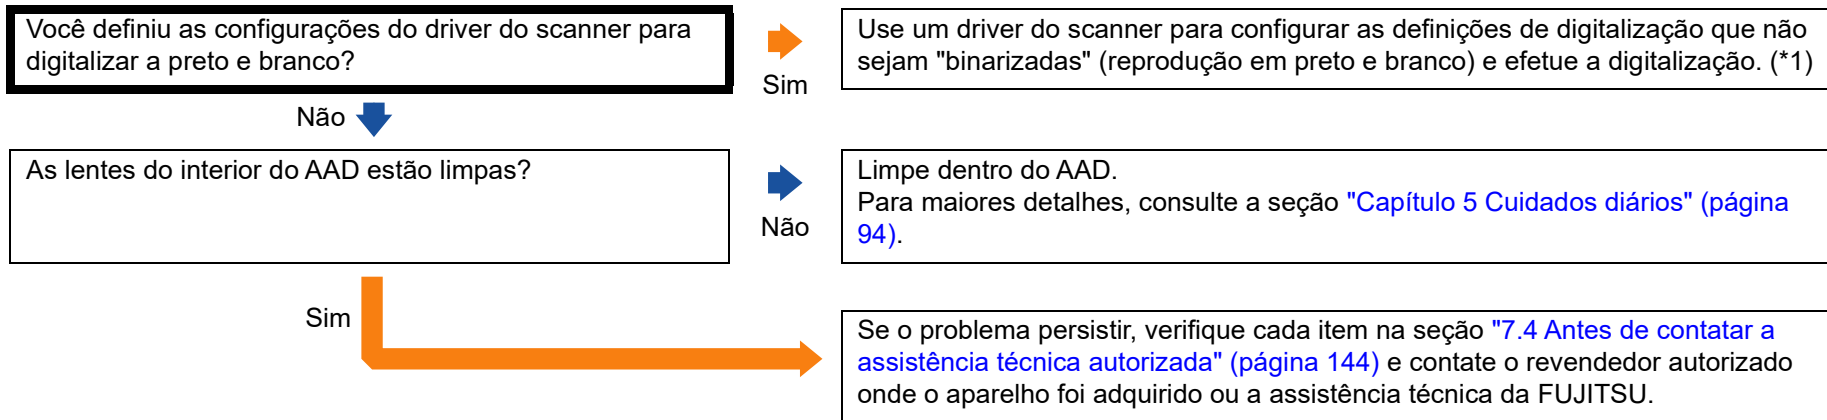 Você definiu as configurações do driver do scanner para
digitalizar a preto e branco?
Sim
Use um driver do scanner para configurar as definições de digitalização que não
sejam "binarizadas" (reprodução em preto e branco) e efetue a digitalização. (*1)
Não
As lentes do interior do AAD estão limpas?
Não
Limpe dentro do AAD.
Para maiores detalhes, consulte a seção "Capítulo 5 Cuidados diários" (página
94).
Sim
Se o problema persistir, verifique cada item na seção "7.4 Antes de contatar a
assistência técnica autorizada" (página 144) e contate o revendedor autorizado
onde o aparelho foi adquirido ou a assistência técnica da FUJITSU.